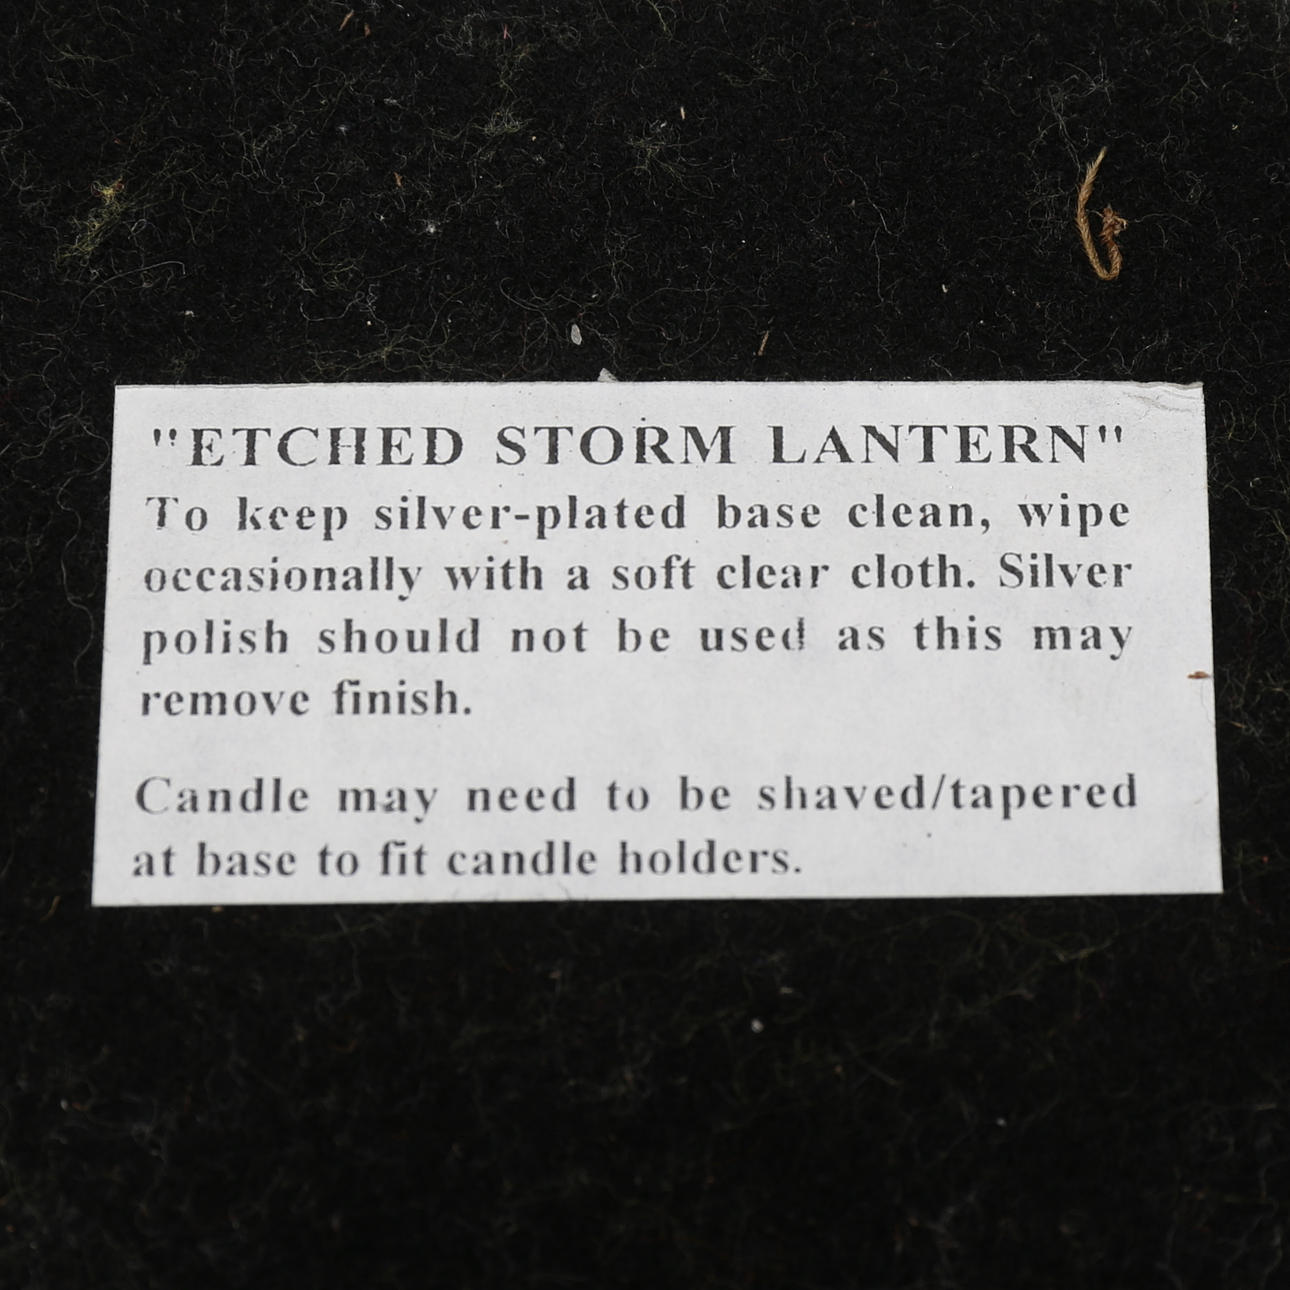 "ETCHED STORM LANTERN"
To keep silver-plated base clean, wipe
occasionally with a soft clear cloth. Silver
polish should not be used as this may
remove finish.
Candle may need to be shaved/tapered
at base to fit candle holders.